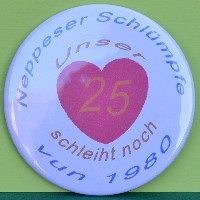 Neppeser Schlümpfe
Unser
25
schleiht noch
vun 1980